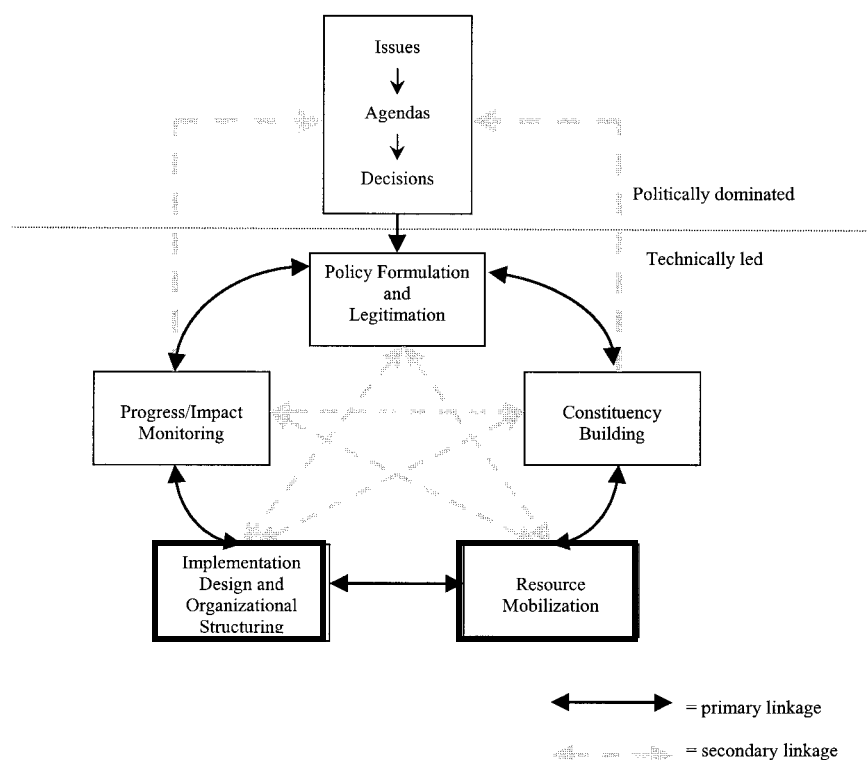 Issues
Agendas
Decisions
Politically dominated
Technically led
Policy Formulation
and
Legitimation
Progress/Impact
Monitoring
Constituency
Building
Implementation
Design and
Organizational
Structuring
Resource
Mobilization
= primary linkage
= secondary linkage